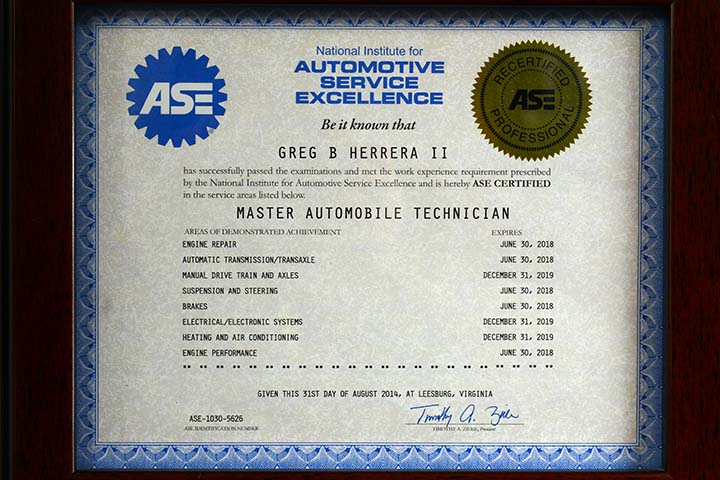 National Institute for
AUTOMOTIVE
SERVICE
EXCELLENCE
ASE
RECERTIFIED
ASE
PROFESSIONAL
Be it known that
GREG B HERRERA II
has successfully passed the examinations and met the work experience requirement prescribed
by the National Institute for Automotive Service Excellence and is hereby ASE CERTIFIED
in the service areas listed below.
MASTER AUTOMOBILE TECHNICIAN
AREAS OF DEMONSTRATED ACHIEVEMENT EXPIRES
ENGINE REPAIR JUNE 30, 2018
AUTOMATIC TRANSMISSION/TRANSAXLE JUNE 30, 2018
MANUAL DRIVE TRAIN AND AXLES DECEMBER 31, 2019
SUSPENSION AND STEERING JUNE 30, 2018
BRAKES JUNE 30, 2018
ELECTRICAL/ELECTRONIC SYSTEMS DECEMBER 31, 2019
HEATING AND AIR CONDITIONING DECEMBER 31, 2019
ENGINE PERFORMANCE JUNE 30, 2018
** ** ** ** ** ** ** ** ** ** ** ** ** ** ** ** ** ** ** ** ** ** ** **
GIVEN THIS 31ST DAY OF AUGUST 2014, AT LEESBURG, VIRGINIA
ASE-1030-5626
ASE IDENTIFICATION NUMBER
Timothy A. Zilke
TIMOTHY A. ZILKE, President